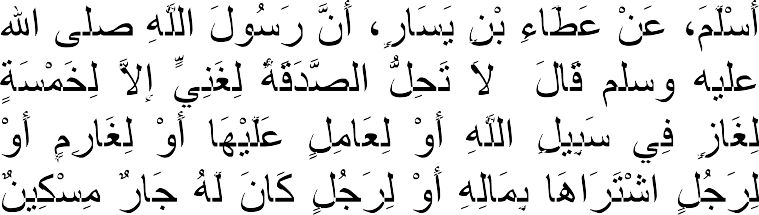 أَسْلَمَ، عَنْ عَطَاءِ بْنِ يَسَارٍ، أَنَّ رَسُولَ اللَّهِ صلى الله
عليه وسلم قَالَ لاَ تَحِلُّ الصَّدَقَةُ لِغَنِيٍّ إِلاَّ لِخَمْسَةٍ
لِغَازٍ فِي سَبِيلِ اللَّهِ أَوْ لِعَامِلٍ عَلَيْهَا أَوْ لِغَارِمٍ أَوْ
لِرَجُلٍ اشْتَرَاهَا بِمَالِهِ أَوْ لِرَجُلٍ كَانَ لَهُ جَارٌ مِسْكِينٌ